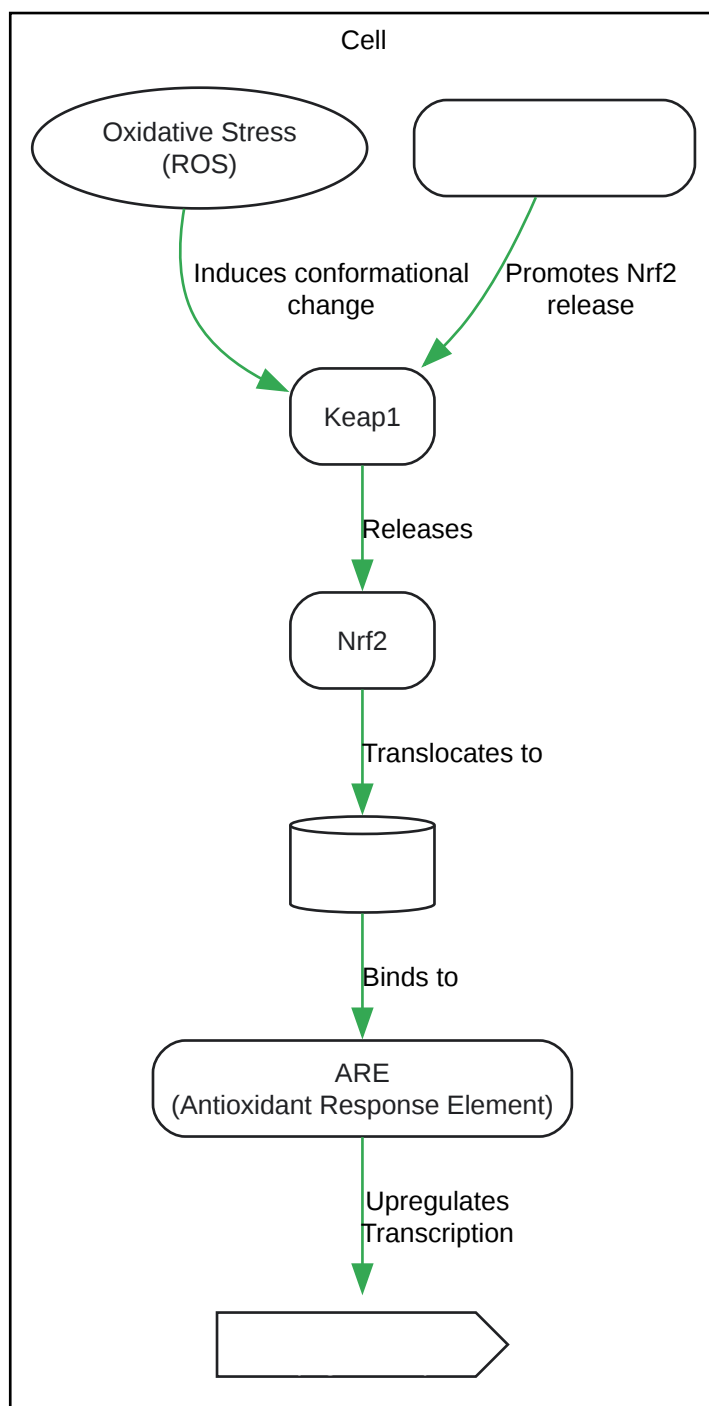 Cell
Oxidative Stress
(ROS)
Induces conformational
change
Promotes Nrf2
release
Keap1
Releases
Nrf2
Translocates to
Binds to
ARE
(Antioxidant Response Element)
Upregulates
Transcription